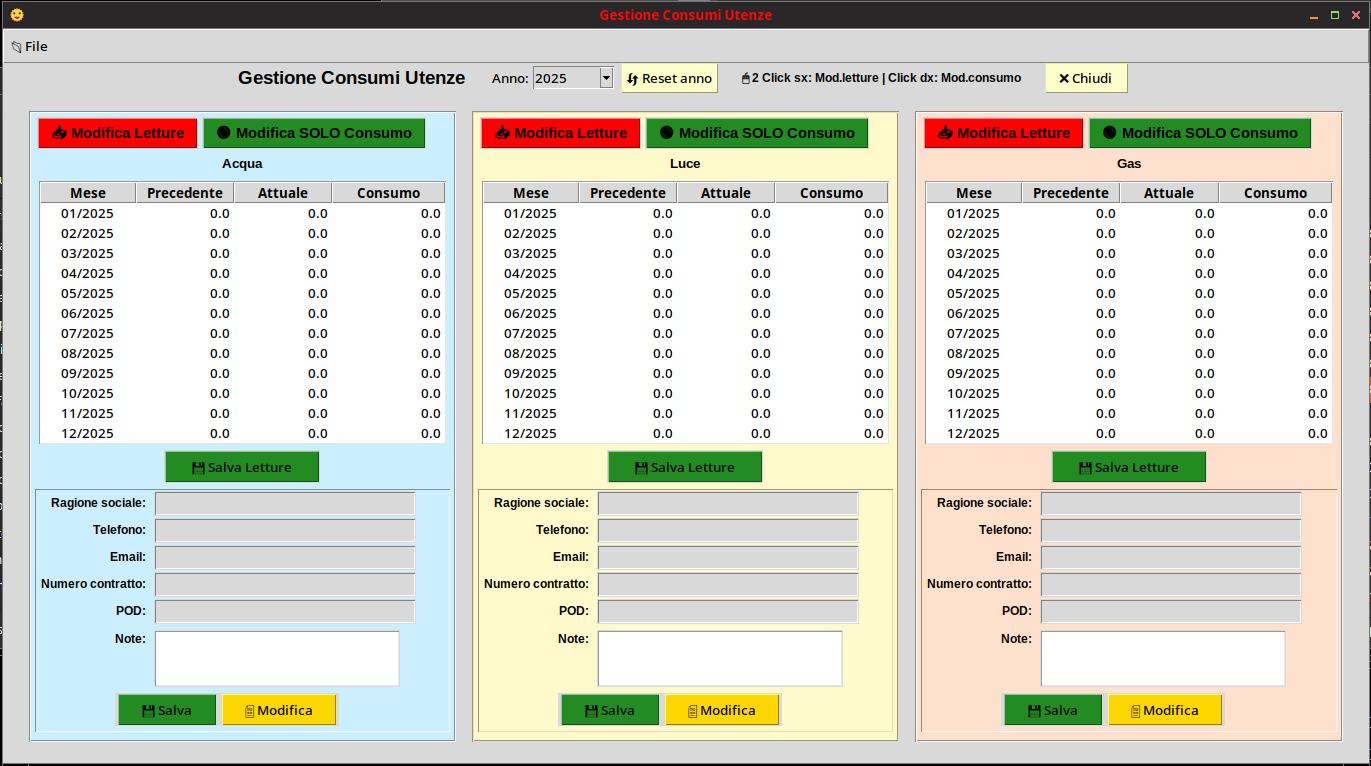 Gestione Consumi Utenze
File
Gestione Consumi Utenze Anno: 2025 Reset anno 2 Click sx: Mod.letture | Click dx: Mod.consumo Chiudi
Modifica Letture Modifica SOLO Consumo
Acqua
Mese Precedente Attuale Consumo
01/2025 0.0 0.0 0.0
02/2025 0.0 0.0 0.0
03/2025 0.0 0.0 0.0
04/2025 0.0 0.0 0.0
05/2025 0.0 0.0 0.0
06/2025 0.0 0.0 0.0
07/2025 0.0 0.0 0.0
08/2025 0.0 0.0 0.0
09/2025 0.0 0.0 0.0
10/2025 0.0 0.0 0.0
11/2025 0.0 0.0 0.0
12/2025 0.0 0.0 0.0
Salva Letture
Ragione sociale:
Telefono:
Email:
Numero contratto:
POD:
Note:
Salva Modifica
Modifica Letture Modifica SOLO Consumo
Luce
Mese Precedente Attuale Consumo
01/2025 0.0 0.0 0.0
02/2025 0.0 0.0 0.0
03/2025 0.0 0.0 0.0
04/2025 0.0 0.0 0.0
05/2025 0.0 0.0 0.0
06/2025 0.0 0.0 0.0
07/2025 0.0 0.0 0.0
08/2025 0.0 0.0 0.0
09/2025 0.0 0.0 0.0
10/2025 0.0 0.0 0.0
11/2025 0.0 0.0 0.0
12/2025 0.0 0.0 0.0
Salva Letture
Ragione sociale:
Telefono:
Email:
Numero contratto:
POD:
Note:
Salva Modifica
Modifica Letture Modifica SOLO Consumo
Gas
Mese Precedente Attuale Consumo
01/2025 0.0 0.0 0.0
02/2025 0.0 0.0 0.0
03/2025 0.0 0.0 0.0
04/2025 0.0 0.0 0.0
05/2025 0.0 0.0 0.0
06/2025 0.0 0.0 0.0
07/2025 0.0 0.0 0.0
08/2025 0.0 0.0 0.0
09/2025 0.0 0.0 0.0
10/2025 0.0 0.0 0.0
11/2025 0.0 0.0 0.0
12/2025 0.0 0.0 0.0
Salva Letture
Ragione sociale:
Telefono:
Email:
Numero contratto:
POD:
Note:
Salva Modifica